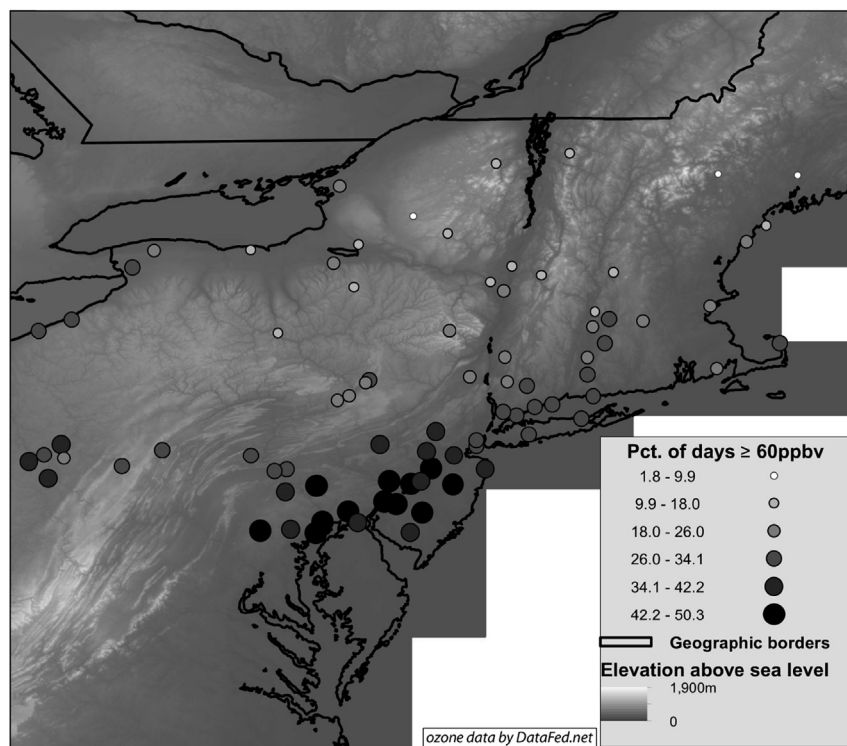 Pct. of days ≥ 60ppbv
1.8 - 9.9
9.9 - 18.0
18.0 - 26.0
26.0 - 34.1
34.1 - 42.2
42.2 - 50.3
Geographic borders
Elevation above sea level
1,900m
0
ozone data by DataFed.net